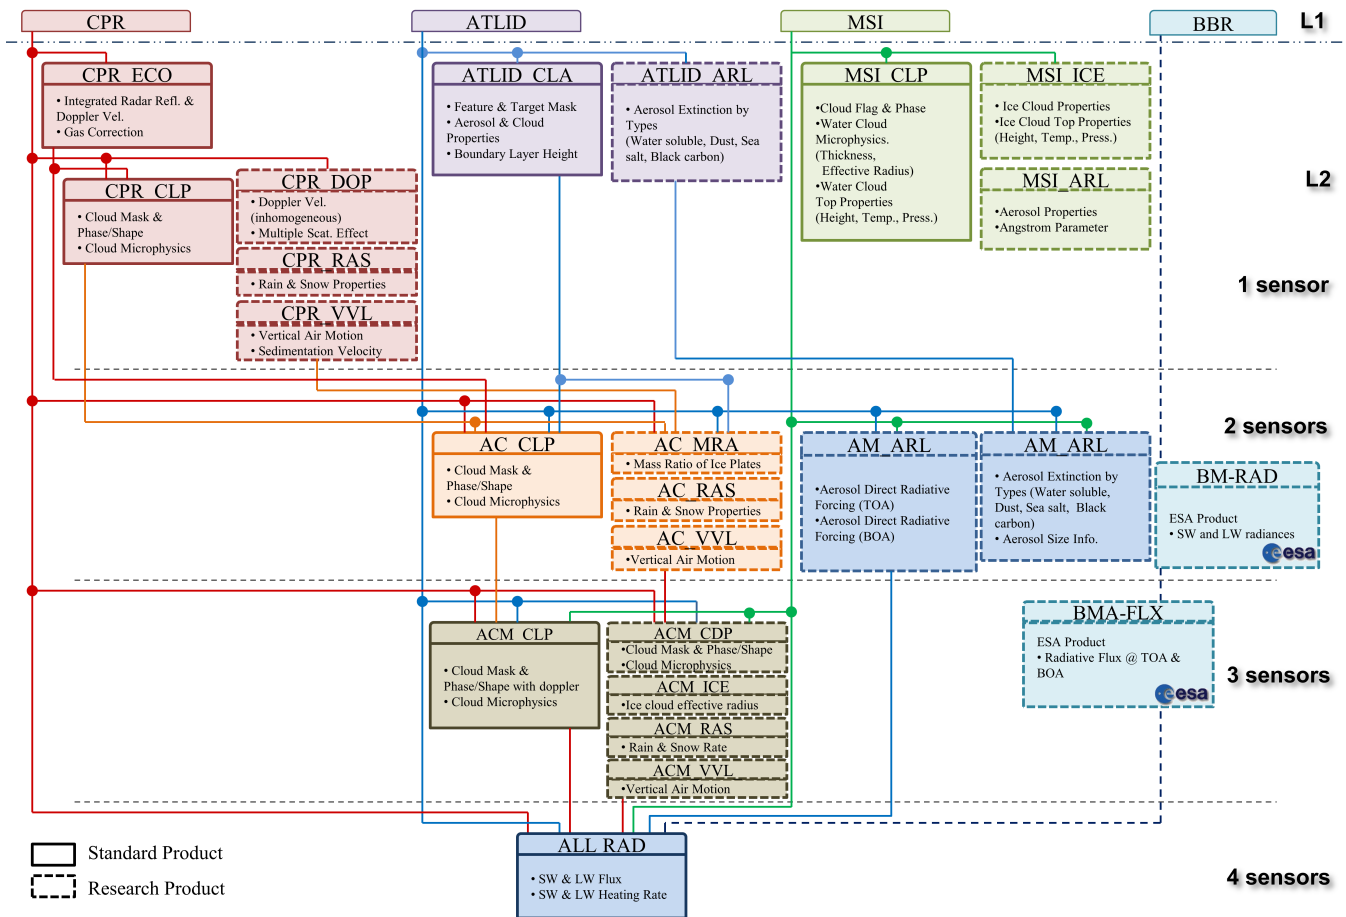 CPR
ATLID
MSI
BBR
L1
CPR_ECO
• Integrated Radar Refl. &
Doppler Vel.
• Gas Correction
ATLID_CLA
• Feature & Target Mask
• Aerosol & Cloud
Properties
• Boundary Layer Height
ATLID_ARL
• Aerosol Extinction by
Types
(Water soluble, Dust, Sea
salt, Black carbon)
MSI_CLP
•Cloud Flag & Phase
•Water Cloud
Microphysics.
(Thickness,
Effective Radius)
•Water Cloud
Top Properties
(Height, Temp., Press.)
MSI_ICE
• Ice Cloud Properties
•Ice Cloud Top Properties
(Height, Temp., Press.)
MSI_ARL
•Aerosol Properties
•Angstrom Parameter
L2
CPR_CLP
• Cloud Mask &
Phase/Shape
• Cloud Microphysics
CPR_DOP
• Doppler Vel.
(inhomogeneous)
• Multiple Scat. Effect
CPR_RAS
• Rain & Snow Properties
CPR_VVL
• Vertical Air Motion
• Sedimentation Velocity
1 sensor
2 sensors
AC_CLP
• Cloud Mask &
Phase/Shape
• Cloud Microphysics
AC_MRA
• Mass Ratio of Ice Plates
AC_RAS
• Rain & Snow Properties
AC_VVL
•Vertical Air Motion
AM_ARL
•Aerosol Direct Radiative
Forcing (TOA)
•Aerosol Direct Radiative
Forcing (BOA)
AM_ARL
• Aerosol Extinction by
Types (Water soluble,
Dust, Sea salt, Black
carbon)
• Aerosol Size Info.
BM-RAD
ESA Product
• SW and LW radiances
esa
ACM_CLP
• Cloud Mask &
Phase/Shape with doppler
• Cloud Microphysics
ACM_CDP
•Cloud Mask & Phase/Shape
•Cloud Microphysics
ACM_ICE
•Ice cloud effective radius
ACM_RAS
• Rain & Snow Rate
ACM_VVL
•Vertical Air Motion
BMA-FLX
ESA Product
• Radiative Flux @ TOA &
BOA
esa
3 sensors
ALL RAD
• SW & LW Flux
• SW & LW Heating Rate
4 sensors
Standard Product
Research Product